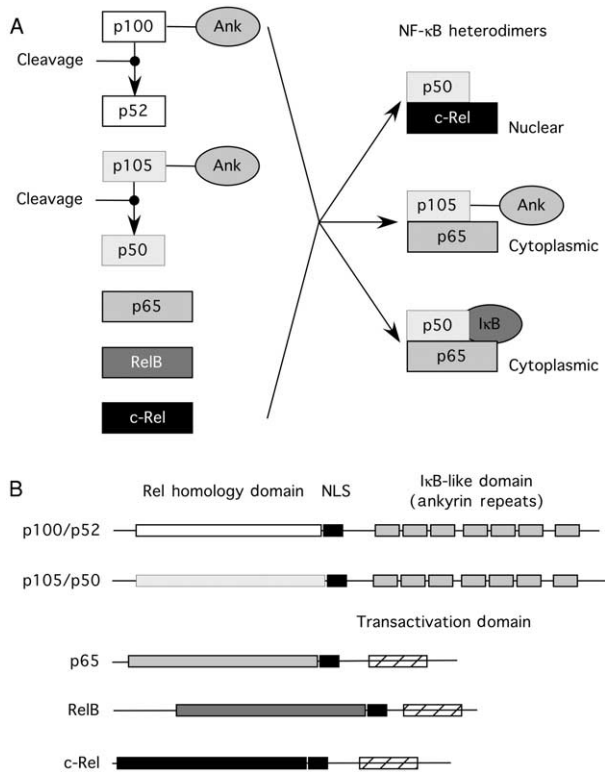 A
p100
Ank
Cleavage
p52
p105
Ank
Cleavage
p50
p65
RelB
c-Rel
NF-κB heterodimers
p50
c-Rel
Nuclear
p105
Ank
p65
Cytoplasmic
p50
IκB
p65
Cytoplasmic
B
Rel homology domain
NLS
IκB-like domain
(ankyrin repeats)
p100/p52
p105/p50
Transactivation domain
p65
RelB
c-Rel